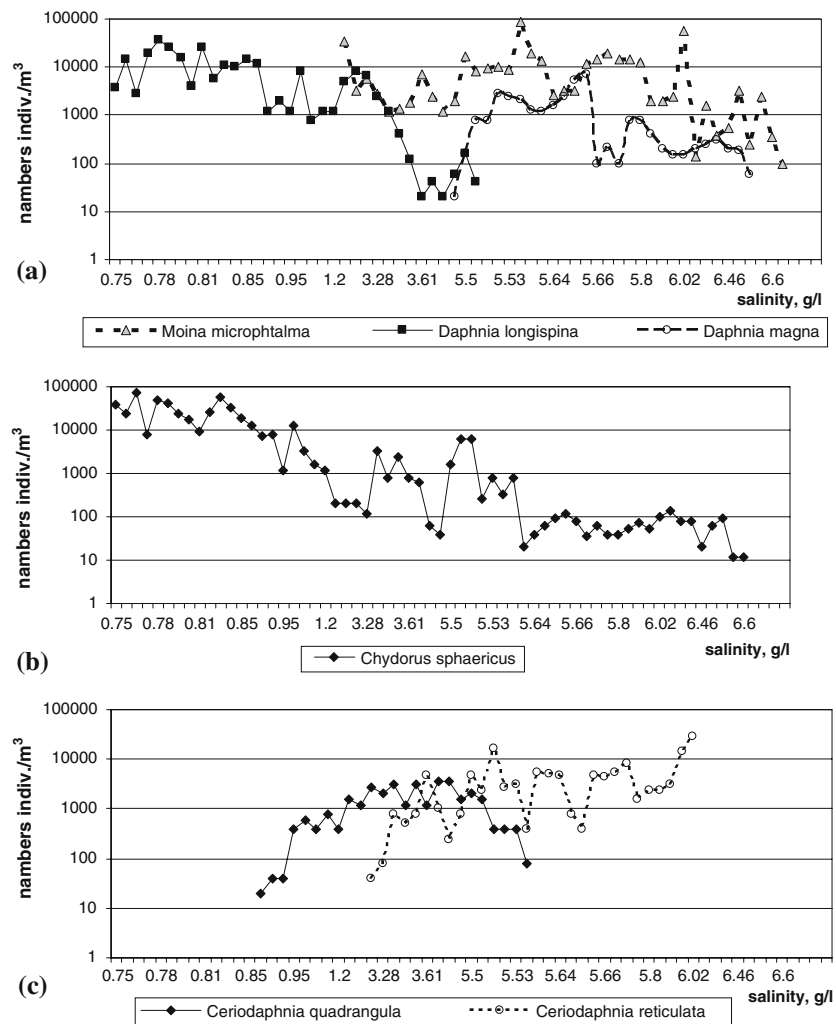 100000
10000
1000
100
10
1
nambers indiv./m³
(a)
0.75 0.78 0.81 0.85 0.95 1.2 3.28 3.61 5.5 5.53 5.64 5.66 5.8 6.02 6.46 6.6
salinity, g/l
Moina microphtalma Daphnia longispina Daphnia magna
100000
10000
1000
100
10
1
nambers indiv./m³
(b)
0.75 0.78 0.81 0.85 0.95 1.2 3.28 3.61 5.5 5.53 5.64 5.66 5.8 6.02 6.46 6.6
salinity, g/l
Chydorus sphaericus
100000
10000
1000
100
10
1
nambers indiv./m³
(c)
0.75 0.78 0.81 0.85 0.95 1.2 3.28 3.61 5.5 5.53 5.64 5.66 5.8 6.02 6.46 6.6
salinity, g/l
Ceriodaphnia quadrangula Ceriodaphnia reticulata